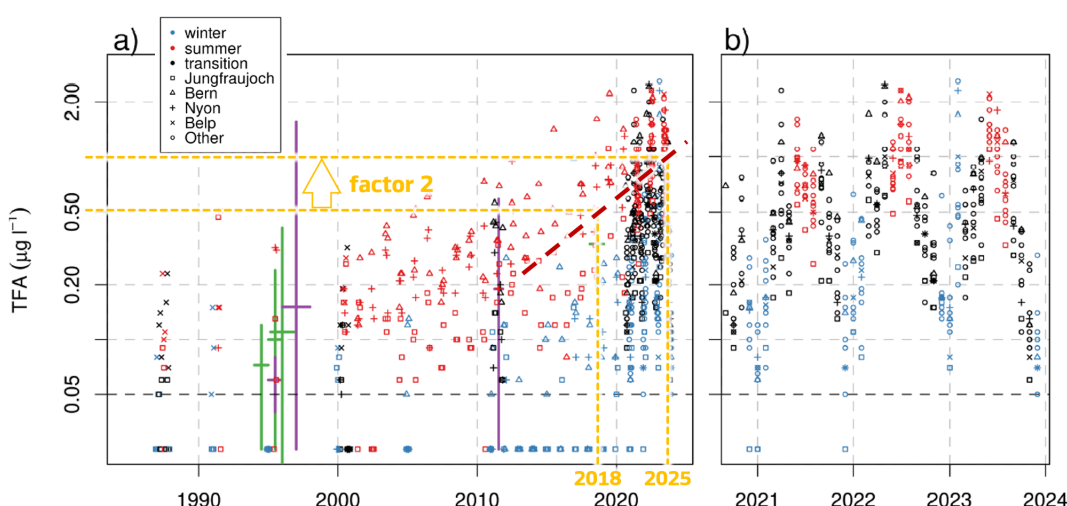 a)
winter
summer
transition
Jungfraujoch
Bern
Nyon
Belp
Other
b)
TFA (µg l⁻¹)
2.00
0.50
0.20
0.05
factor 2
2018
2025
1990
2000
2010
2020
2021
2022
2023
2024